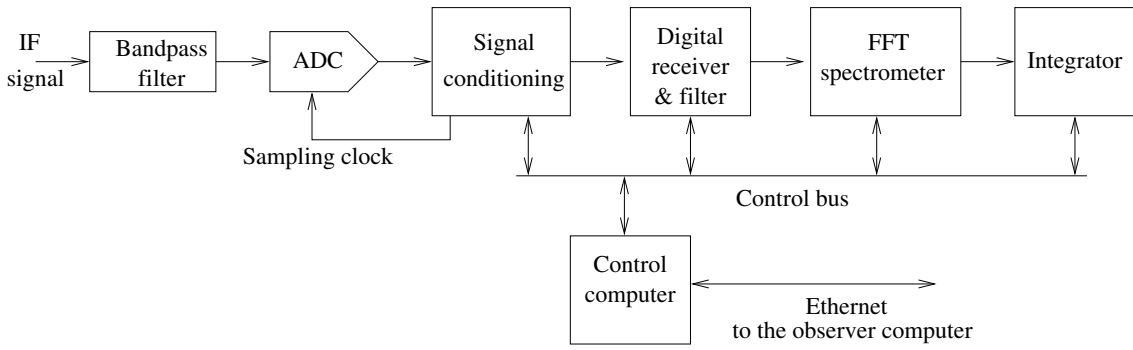 IF
signal
Bandpass
filter
ADC
Signal
conditioning
Digital
receiver
& filter
FFT
spectrometer
Integrator
Sampling clock
Control bus
Control
computer
Ethernet
to the observer computer